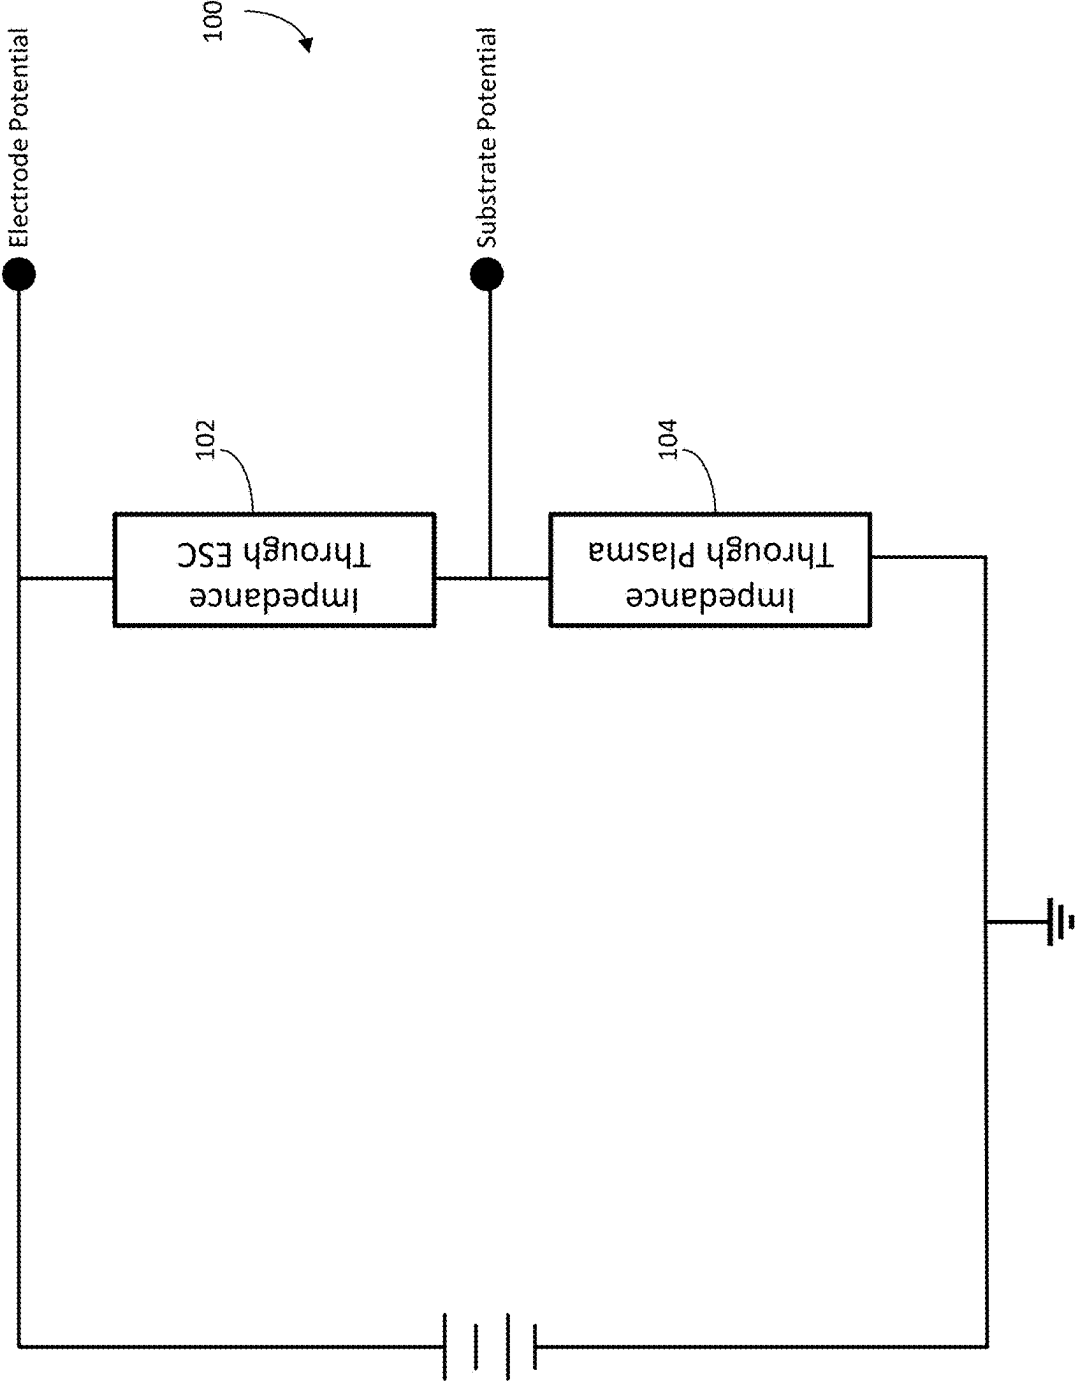 100
Electrode Potential
Substrate Potential
102
104
Impedance
Through ESC
Impedance
Through Plasma